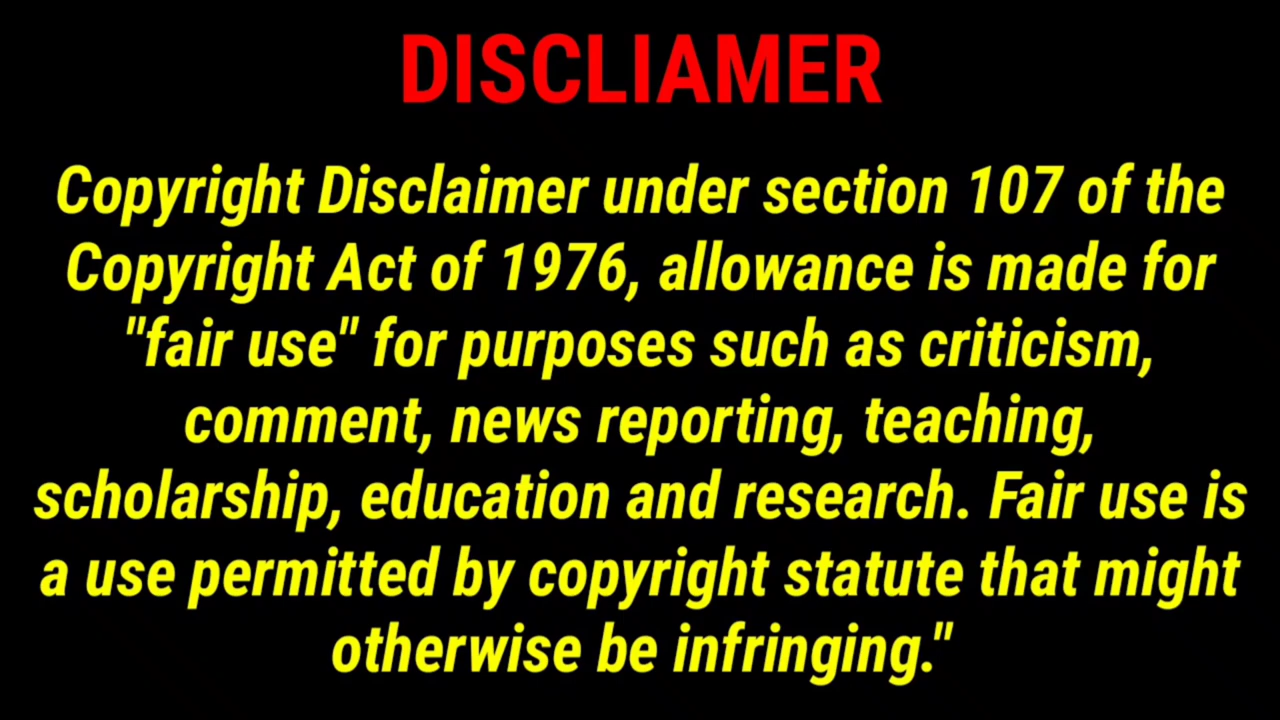 DISCLIAMER
Copyright Disclaimer under section 107 of the
Copyright Act of 1976, allowance is made for
"fair use" for purposes such as criticism,
comment, news reporting, teaching,
scholarship, education and research. Fair use is
a use permitted by copyright statute that might
otherwise be infringing."